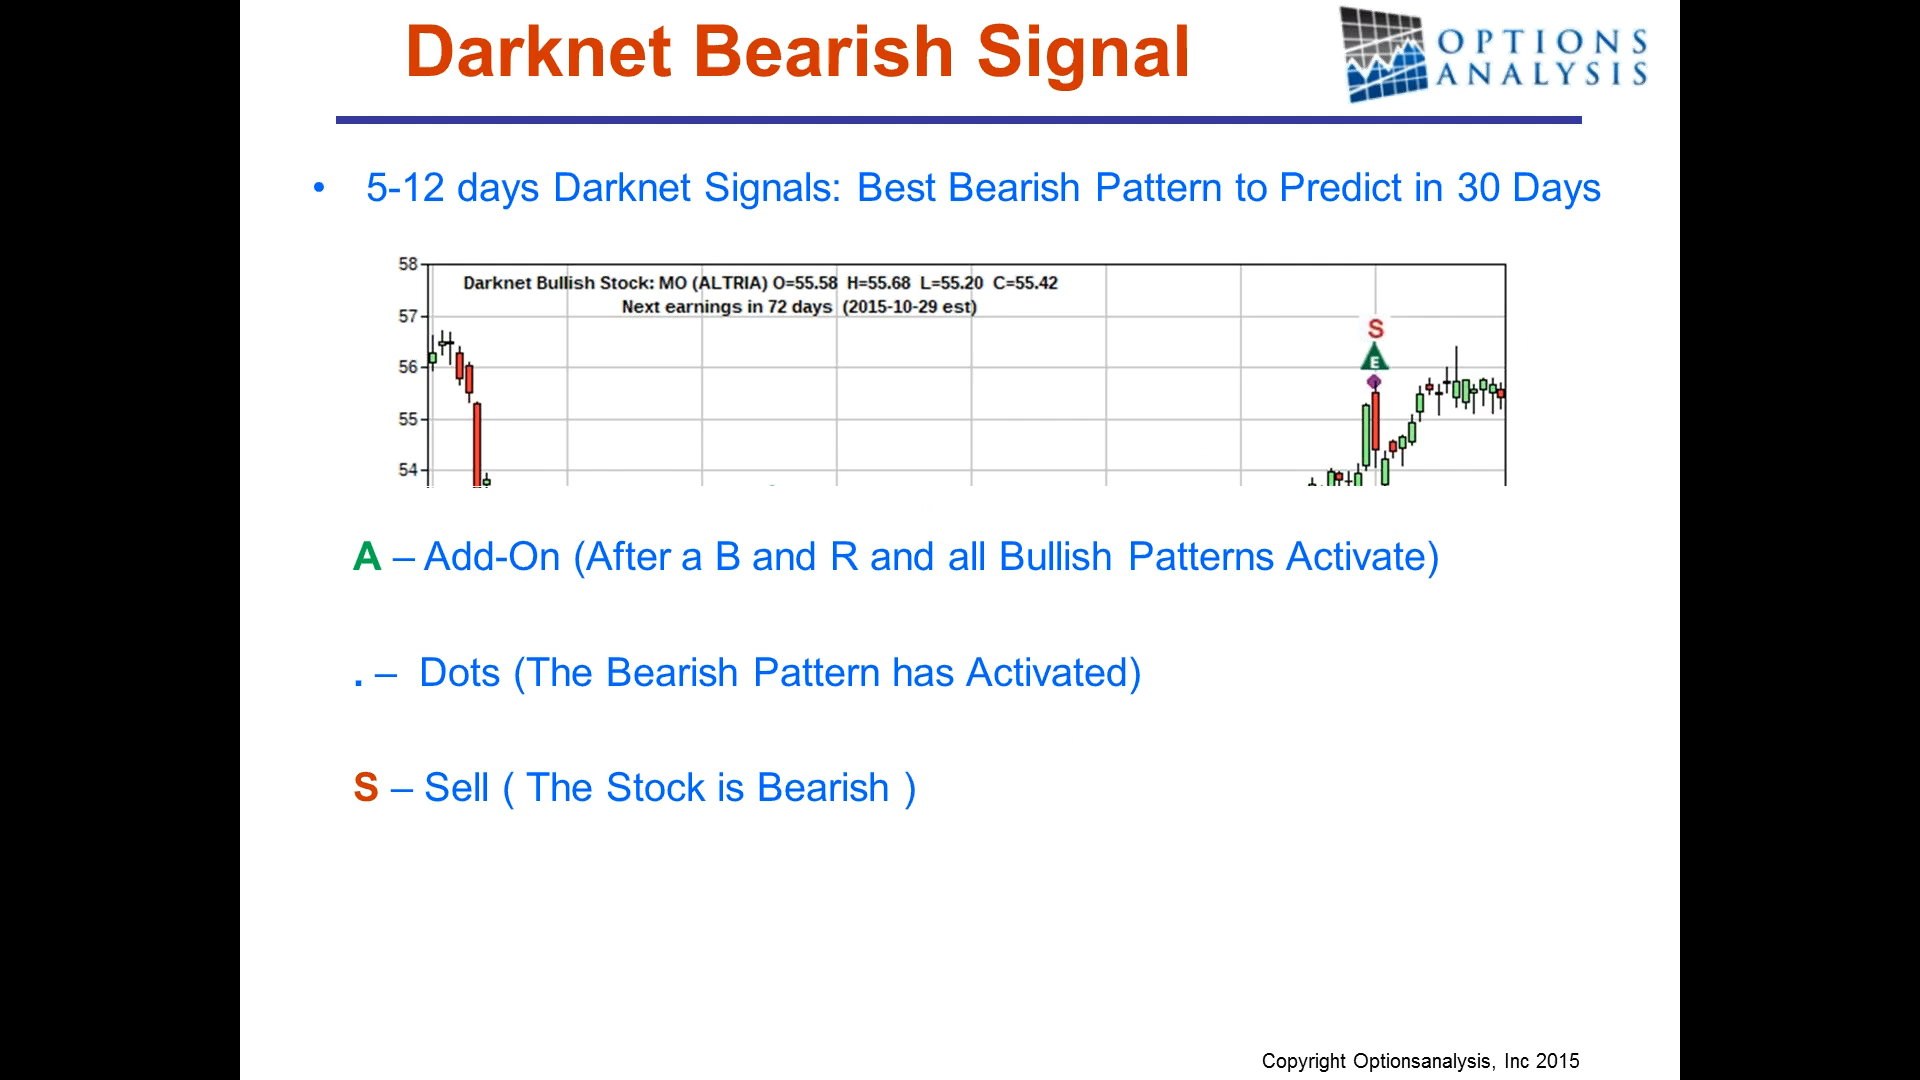 Darknet Bearish Signal
OPTIONS
ANALYSIS
• 5-12 days Darknet Signals: Best Bearish Pattern to Predict in 30 Days
58
Darknet Bullish Stock: MO (ALTRIA) O=55.58 H=55.68 L=55.20 C=55.42
Next earnings in 72 days (2015-10-29 est)
57
S
56
E
55
54
A – Add-On (After a B and R and all Bullish Patterns Activate)
. – Dots (The Bearish Pattern has Activated)
S – Sell ( The Stock is Bearish )
Copyright Optionsanalysis, Inc 2015